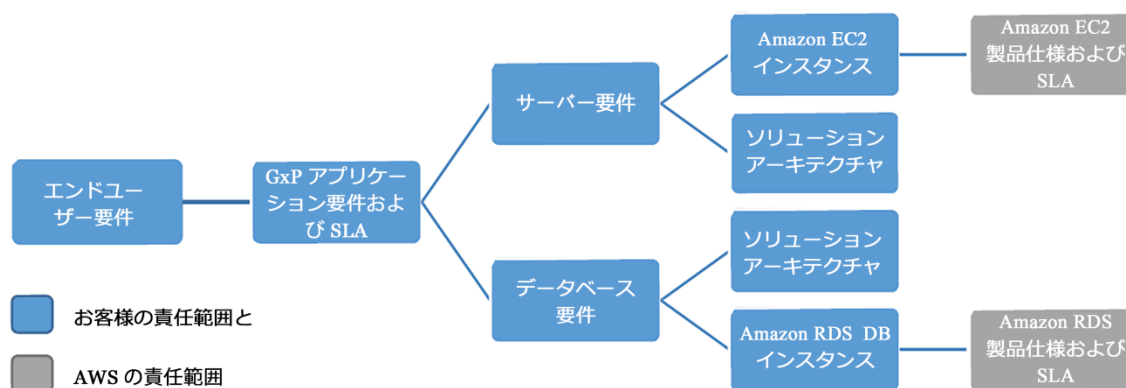 エンドユー
ザー要件
GxP アプリケー
ション要件およ
び SLA
サーバー要件
Amazon EC2
インスタンス
Amazon EC2
製品仕様および
SLA
ソリューション
アーキテクチャ
データベース
要件
ソリューション
アーキテクチャ
Amazon RDS DB
インスタンス
Amazon RDS
製品仕様および
SLA
お客様の責任範囲と
AWS の責任範囲